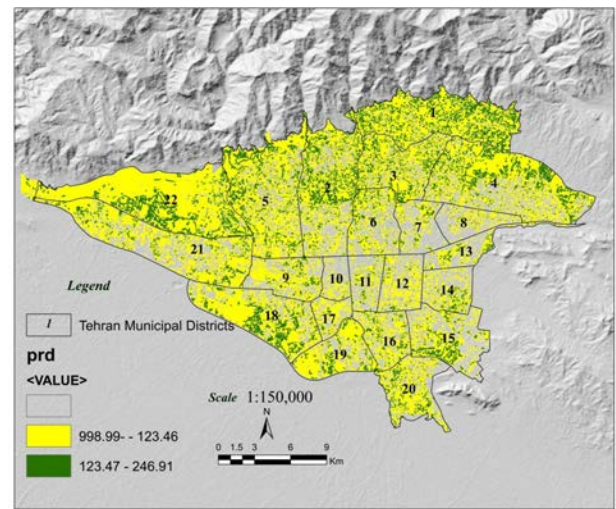 1
2
3
4
5
6
7
8
22
21
9
10
11
12
13
14
18
17
16
15
19
20
Legend
1 Tehran Municipal Districts
prd
<VALUE>
998.99- - 123.46
123.47 - 246.91
Scale 1:150,000
N
0 1.5 3 6 9
Km